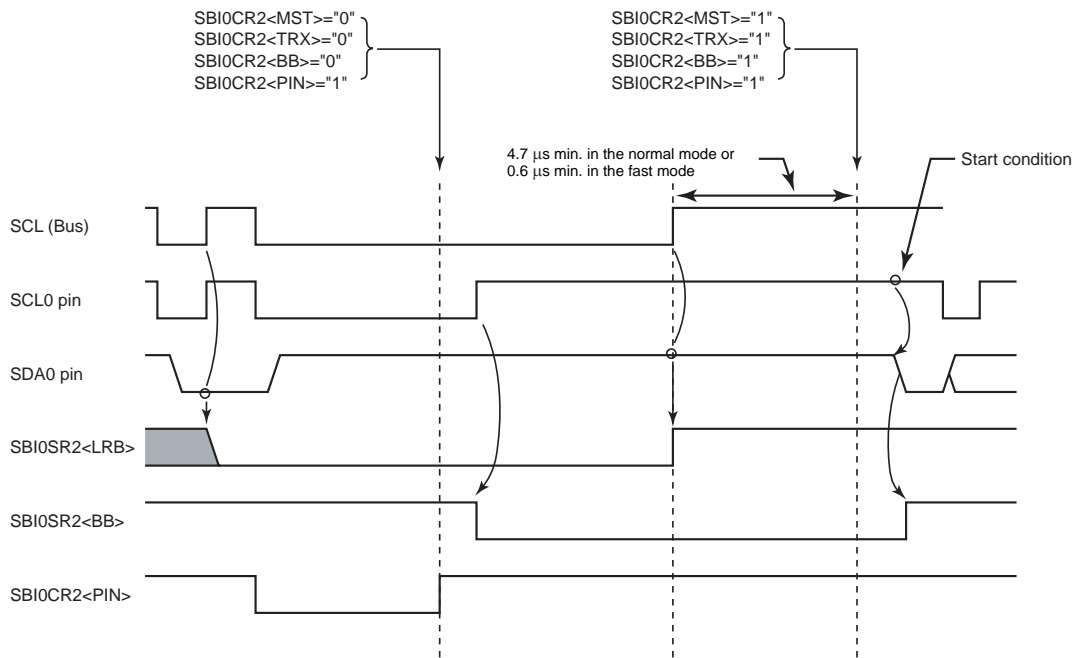 SBI0CR2<MST>="0"
SBI0CR2<TRX>="0"
SBI0CR2<BB>="0"
SBI0CR2<PIN>="1"
SBI0CR2<MST>="1"
SBI0CR2<TRX>="1"
SBI0CR2<BB>="1"
SBI0CR2<PIN>="1"
4.7 μs min. in the normal mode or
0.6 μs min. in the fast mode
Start condition
SCL (Bus)
SCL0 pin
SDA0 pin
SBI0SR2<LRB>
SBI0SR2<BB>
SBI0CR2<PIN>